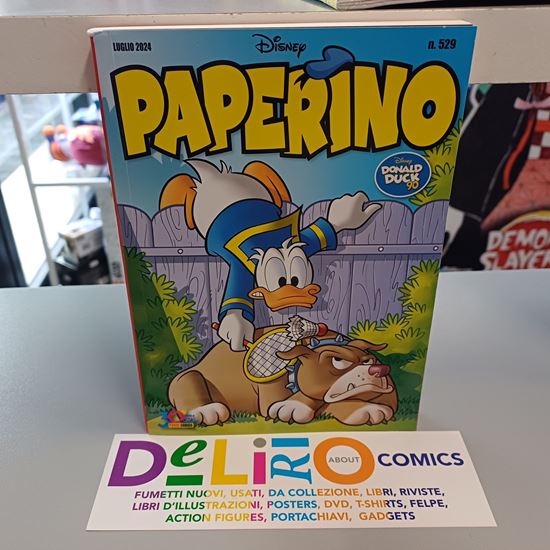 LUGLIO 2024
Disney
n. 529
PAPERINO
Disney
DONALD
DUCK
90
DEMON
SLAYER
DeLiRiO ABOUT COMICS
FUMETTI NUOVI, USATI, DA COLLEZIONE, LIBRI, RIVISTE,
LIBRI D'ILLUSTRAZIONI, POSTERS, DVD, T-SHIRTS, FELPE,
ACTION FIGURES, PORTACHIAVI, GADGETS